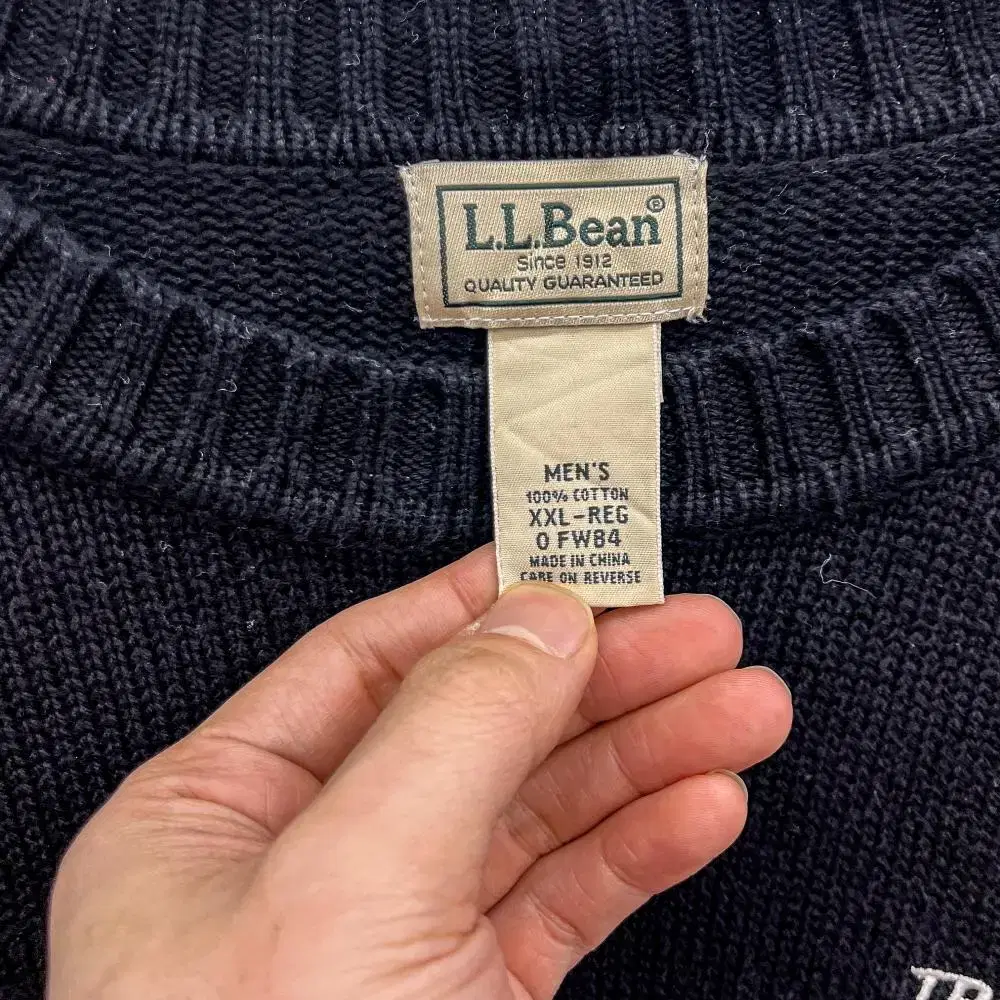 L.L.Bean®
Since 1912
QUALITY GUARANTEED
MEN'S
100% COTTON
XXL-REG
0 FW84
MADE IN CHINA
CARE ON REVERSE